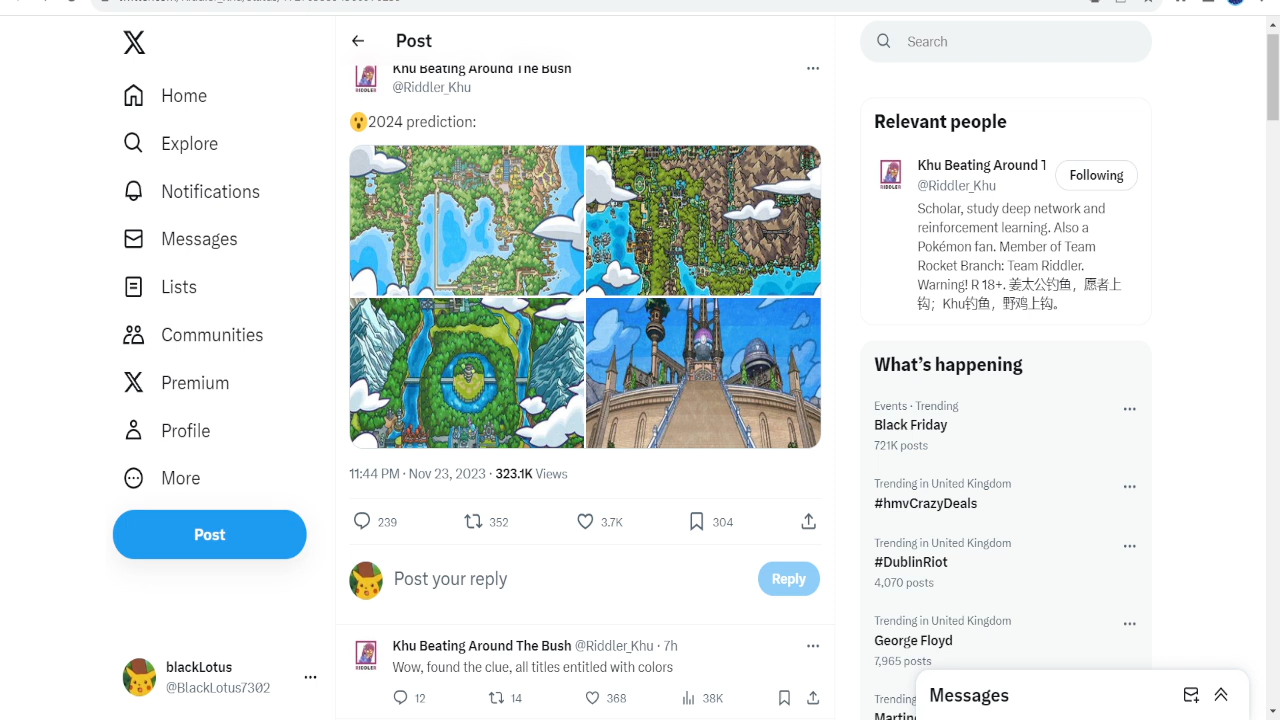 Home
Explore
Notifications
Messages
Lists
Communities
Premium
Profile
More
Post
blackLotus
@BlackLotus7302
Post
Khu Beating Around The Bush
@Riddler_Khu
RIDDLER
😮2024 prediction:
11:44 PM · Nov 23, 2023 · 323.1K Views
239
352
3.7K
304
Post your reply
Reply
Khu Beating Around The Bush @Riddler_Khu · 7h
RIDDLER
Wow, found the clue, all titles entitled with colors
12
14
368
38K
Search
Relevant people
Khu Beating Around T
@Riddler_Khu
RIDDLER
Following
Scholar, study deep network and
reinforcement learning. Also a
Pokémon fan. Member of Team
Rocket Branch: Team Riddler.
Warning! R 18+. 姜太公钓鱼，愿者上
钩；Khu钓鱼，野鸡上钩。
What's happening
Events · Trending
Black Friday
721K posts
Trending in United Kingdom
#hmvCrazyDeals
Trending in United Kingdom
#DublinRiot
4,070 posts
Trending in United Kingdom
George Floyd
7,965 posts
Messages